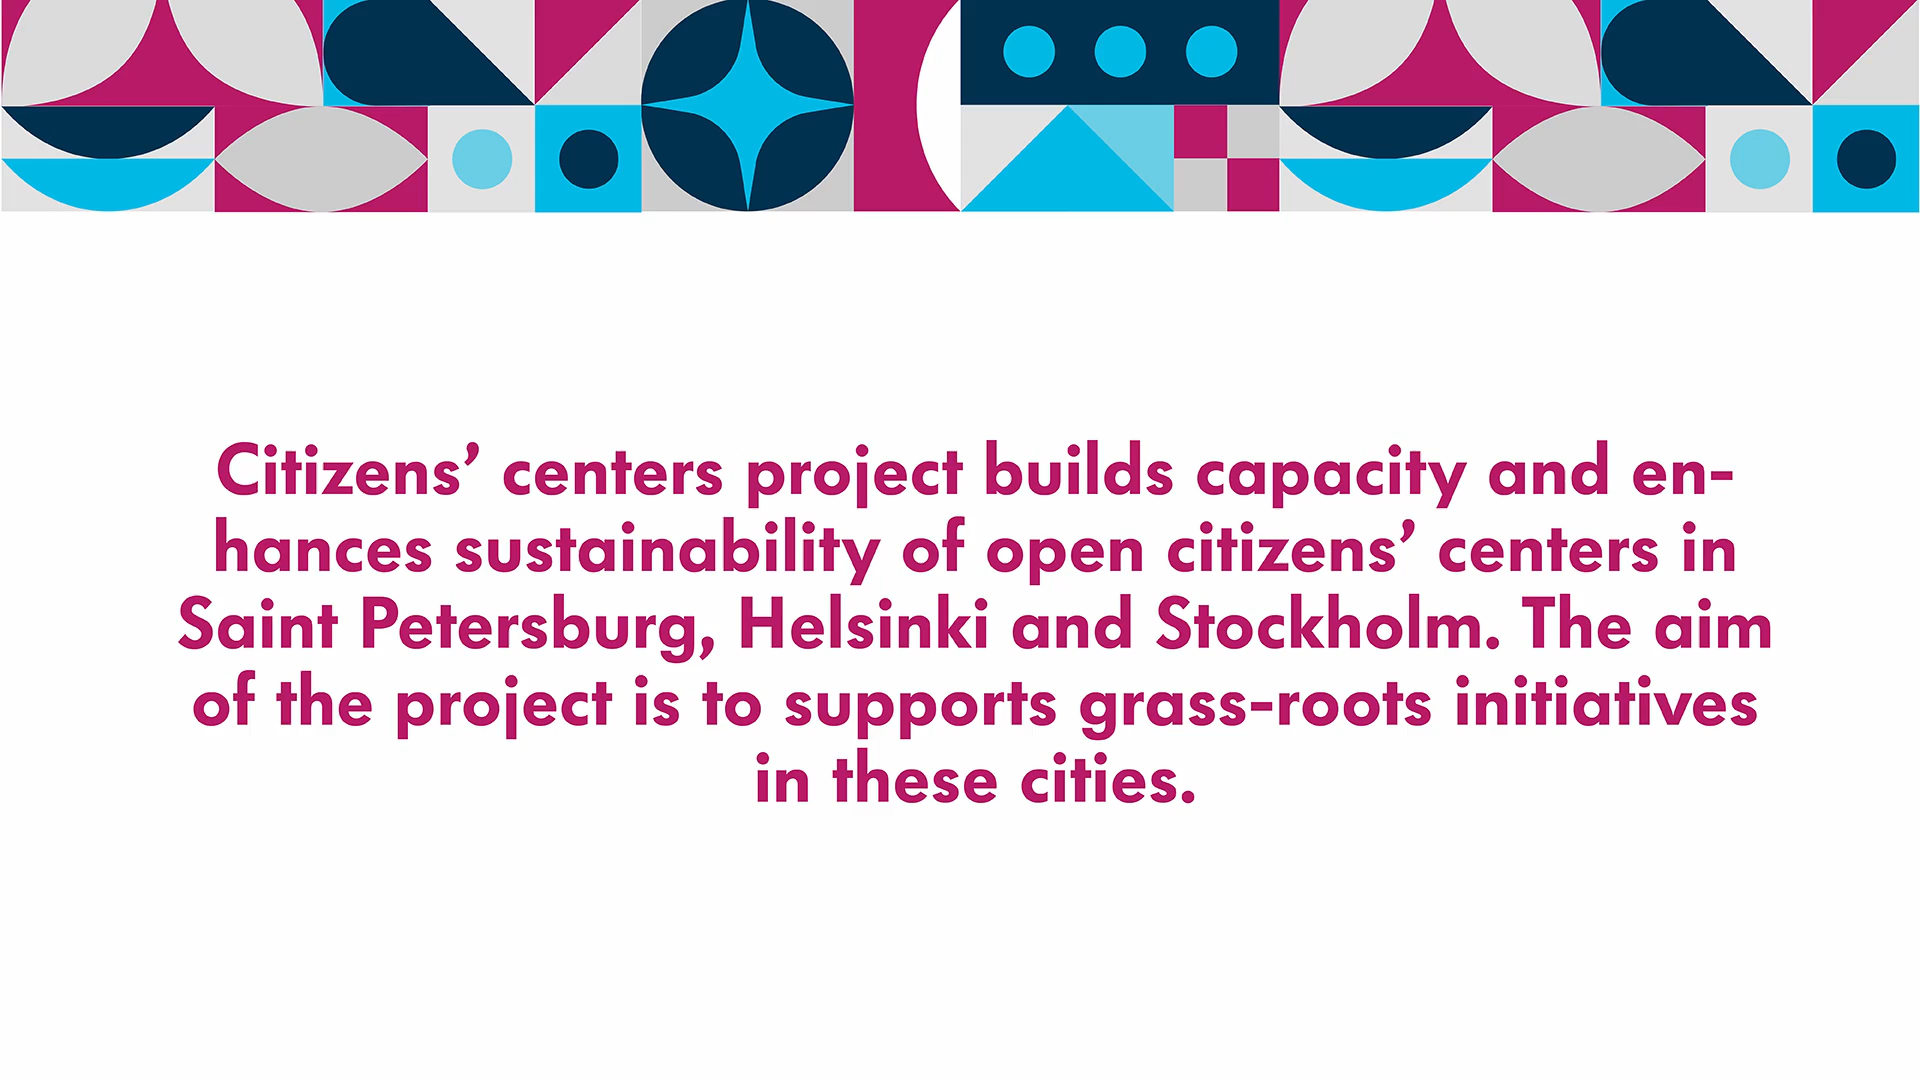 Citizens’ centers project builds capacity and en-
hances sustainability of open citizens’ centers in
Saint Petersburg, Helsinki and Stockholm. The aim
of the project is to supports grass-roots initiatives
in these cities.